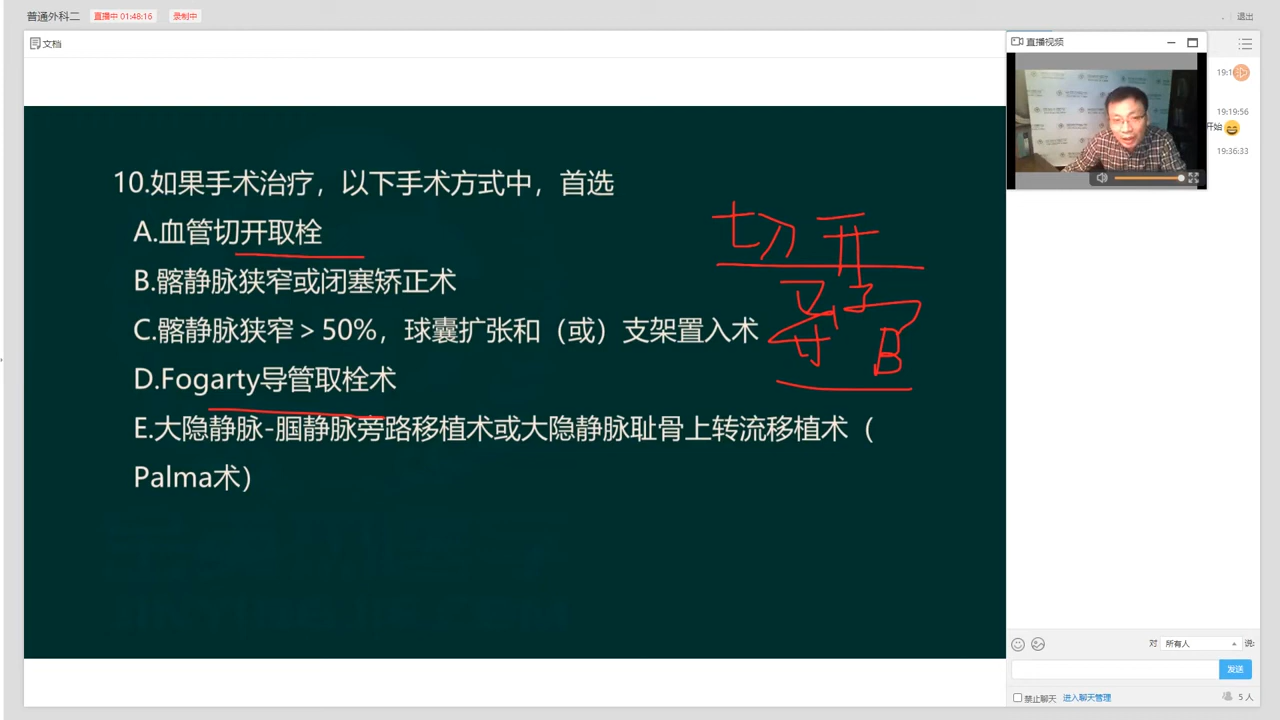 普通外科二 直播中 01:48:16 录制中 退出
文档
直播视频
19:1
19:19:56
开始
19:36:33
10.如果手术治疗，以下手术方式中，首选
A.血管切开取栓
B.髂静脉狭窄或闭塞矫正术
C.髂静脉狭窄＞50%，球囊扩张和（或）支架置入术
D.Fogarty导管取栓术
E.大隐静脉-腘静脉旁路移植术或大隐静脉耻骨上转流移植术（
Palma术）
切开
B
对 所有人 说:
发送
禁止聊天 进入聊天管理 5 人